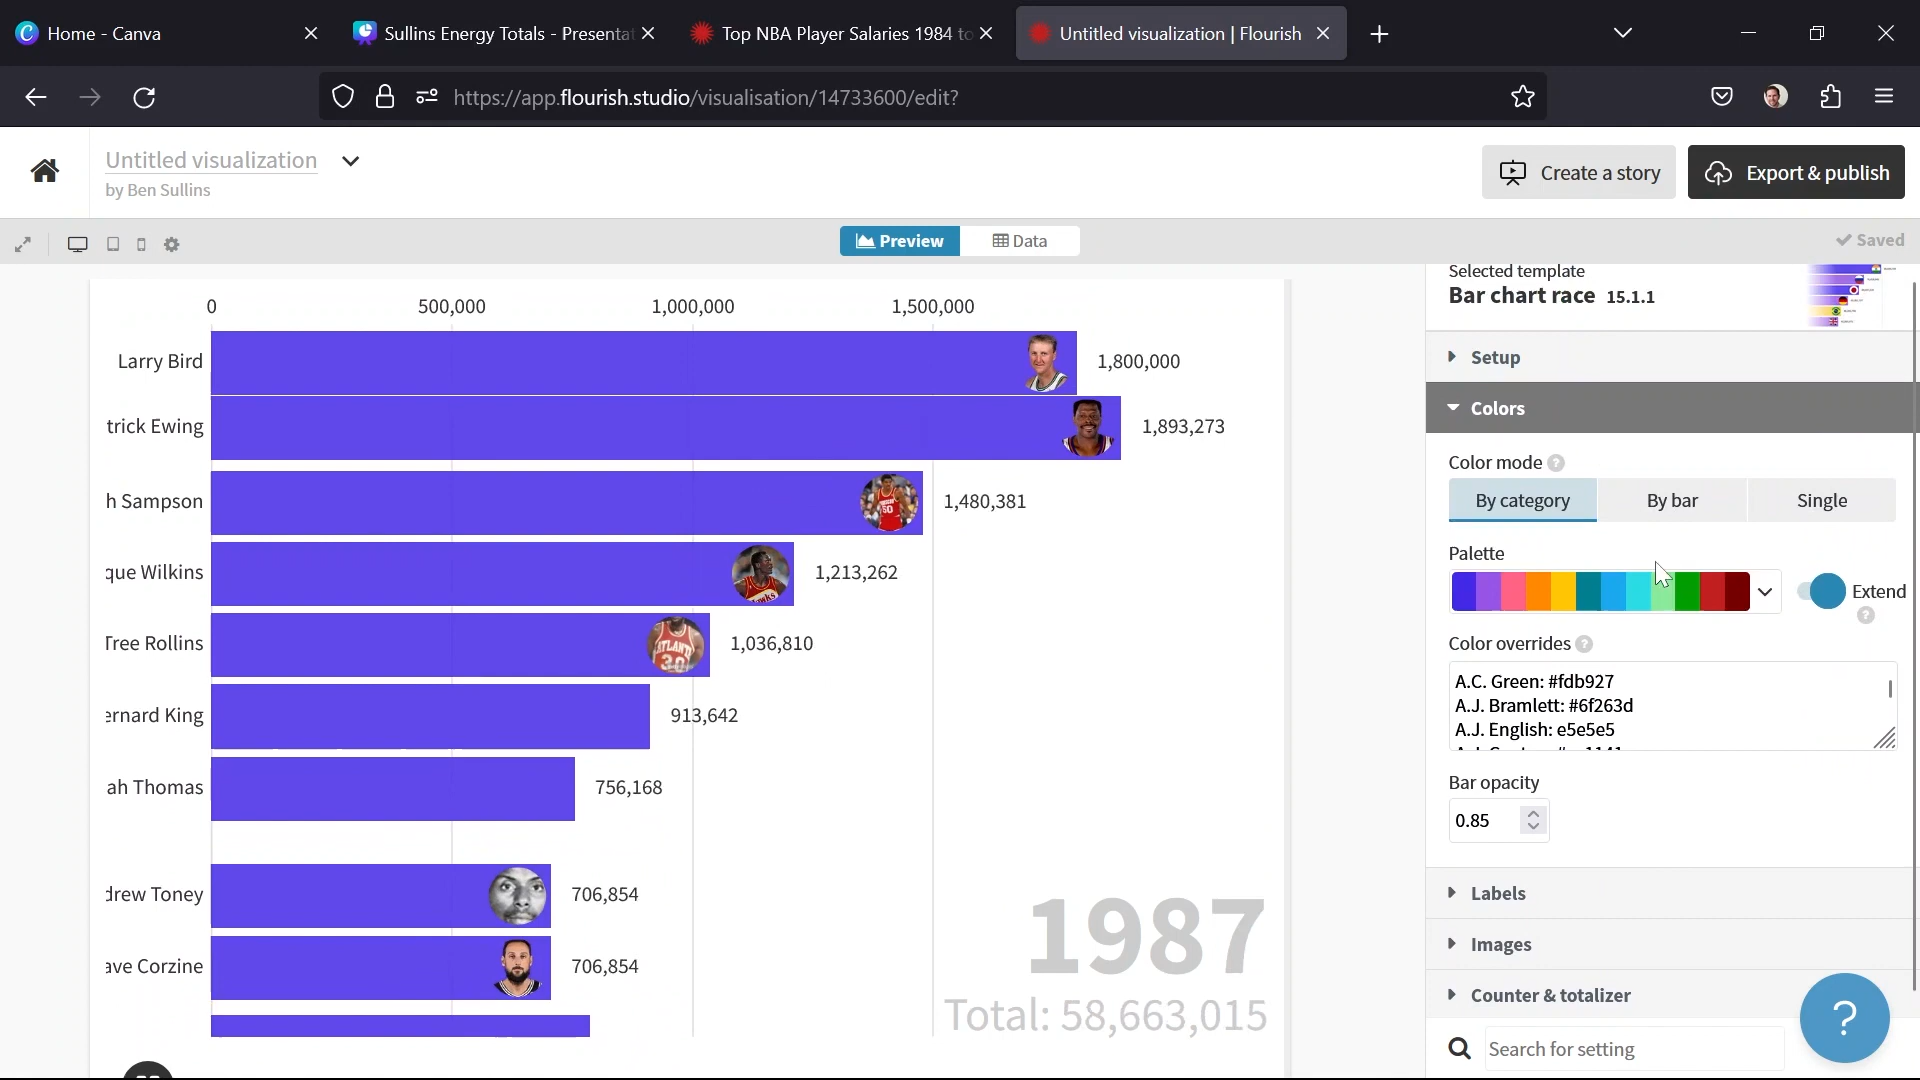 Home - Canva
Sullins Energy Totals - Presentat
Top NBA Player Salaries 1984 to
Untitled visualization | Flourish
https://app.flourish.studio/visualisation/14733600/edit?
Untitled visualization
by Ben Sullins
Create a story
Export & publish
Preview
Data
Saved
Selected template
Bar chart race 15.1.1
0
500,000
1,000,000
1,500,000
Larry Bird
1,800,000
trick Ewing
1,893,273
h Sampson
1,480,381
que Wilkins
1,213,262
Tree Rollins
1,036,810
ernard King
913,642
ah Thomas
756,168
drew Toney
706,854
ave Corzine
706,854
1987
Total: 58,663,015
Setup
Colors
Color mode ?
By category
By bar
Single
Palette
Extend
?
Color overrides ?
A.C. Green: #fdb927
A.J. Bramlett: #6f263d
A.J. English: e5e5e5
Bar opacity
0.85
Labels
Images
Counter & totalizer
Search for setting
?